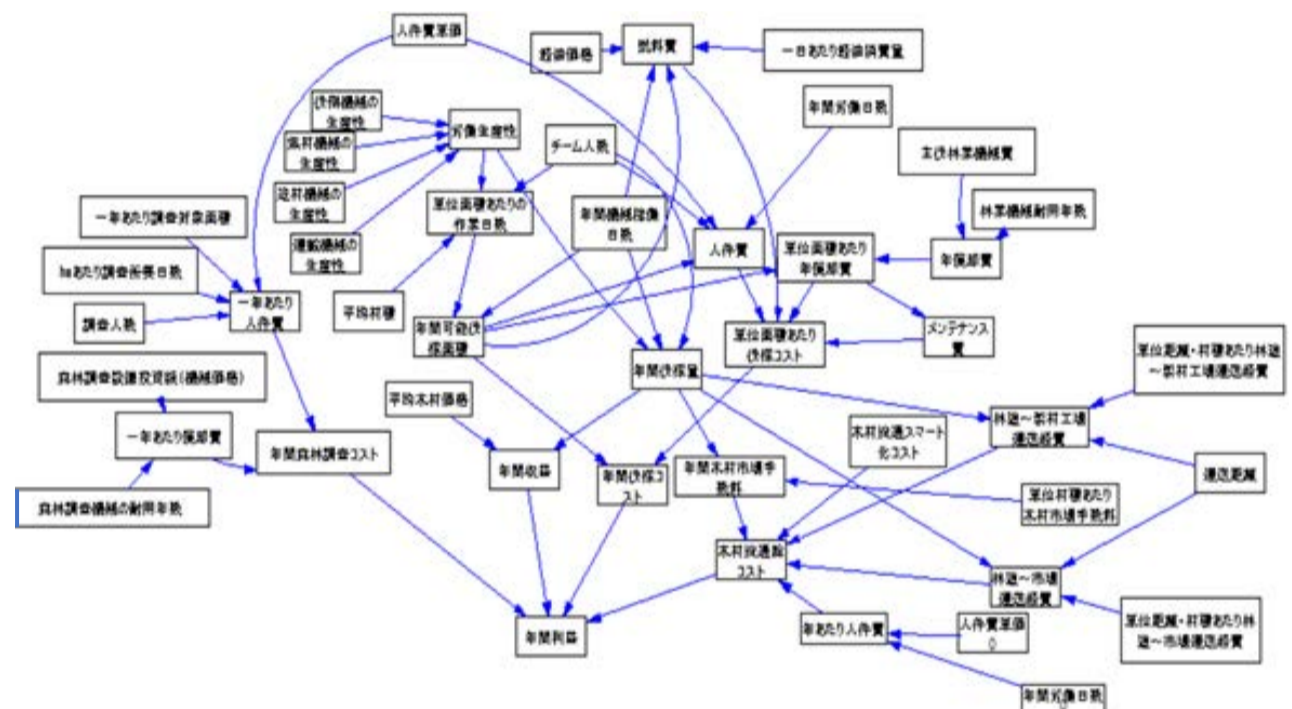 人件費単価
軽油価格
燃料費
一日あたり軽油消費量
伐倒機械の
生産性
労働生産性
年間労働日数
集材機械の
生産性
チーム人数
主伐林業機械費
造材機械の
生産性
単位面積あたりの
作業日数
年間機械稼働
日数
林業機械耐用年数
一年あたり調査対象面積
運搬機械の
生産性
人件費
単位面積あたり
年償却費
年償却費
haあたり調査所要日数
一年あたり
人件費
調査人数
平均材積
年間可能伐
採面積
単位面積あたり
伐採コスト
メンテナンス
費
年間伐採量
単位距離・材積あたり林道
～製材工場運送経費
森林調査設備投資額(機械価格)
平均木材価格
林道～製材工場
運送経費
一年あたり償却費
年間森林調査コスト
木材流通スマート
化コスト
年間収益
年間伐採コ
スト
年間木材市場手
数料
運送距離
森林調査機械の耐用年数
単位材積あたり
木材市場手数料
木材流通総
コスト
林道～市場
運送経費
年間利益
年あたり人件費
人件費単価
0
単位距離・材積あたり林
道～市場運送経費
年間労働日数